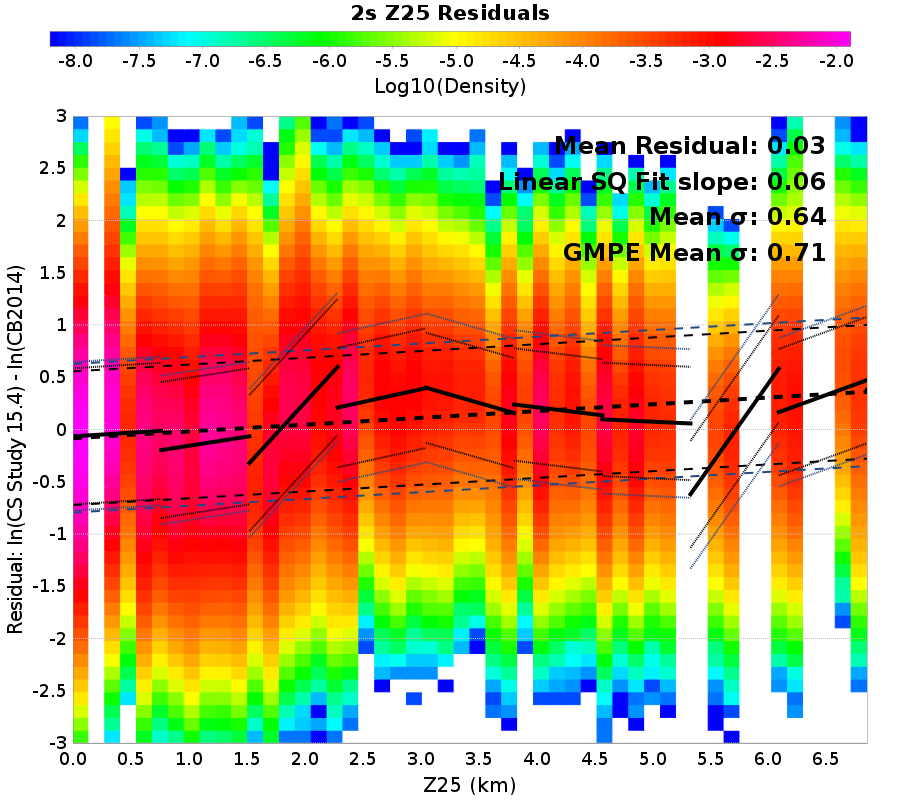 2s Z25 Residuals
-8.0 -7.5 -7.0 -6.5 -6.0 -5.5 -5.0 -4.5 -4.0 -3.5 -3.0 -2.5 -2.0
Log10(Density)
Mean Residual: 0.03
Linear SQ Fit slope: 0.06
Mean σ: 0.64
GMPE Mean σ: 0.71
Residual: ln(CS Study 15.4) - ln(CB2014)
3
2.5
2
1.5
1
0.5
0
-0.5
-1
-1.5
-2
-2.5
-3
0.0 0.5 1.0 1.5 2.0 2.5 3.0 3.5 4.0 4.5 5.0 5.5 6.0 6.5
Z25 (km)